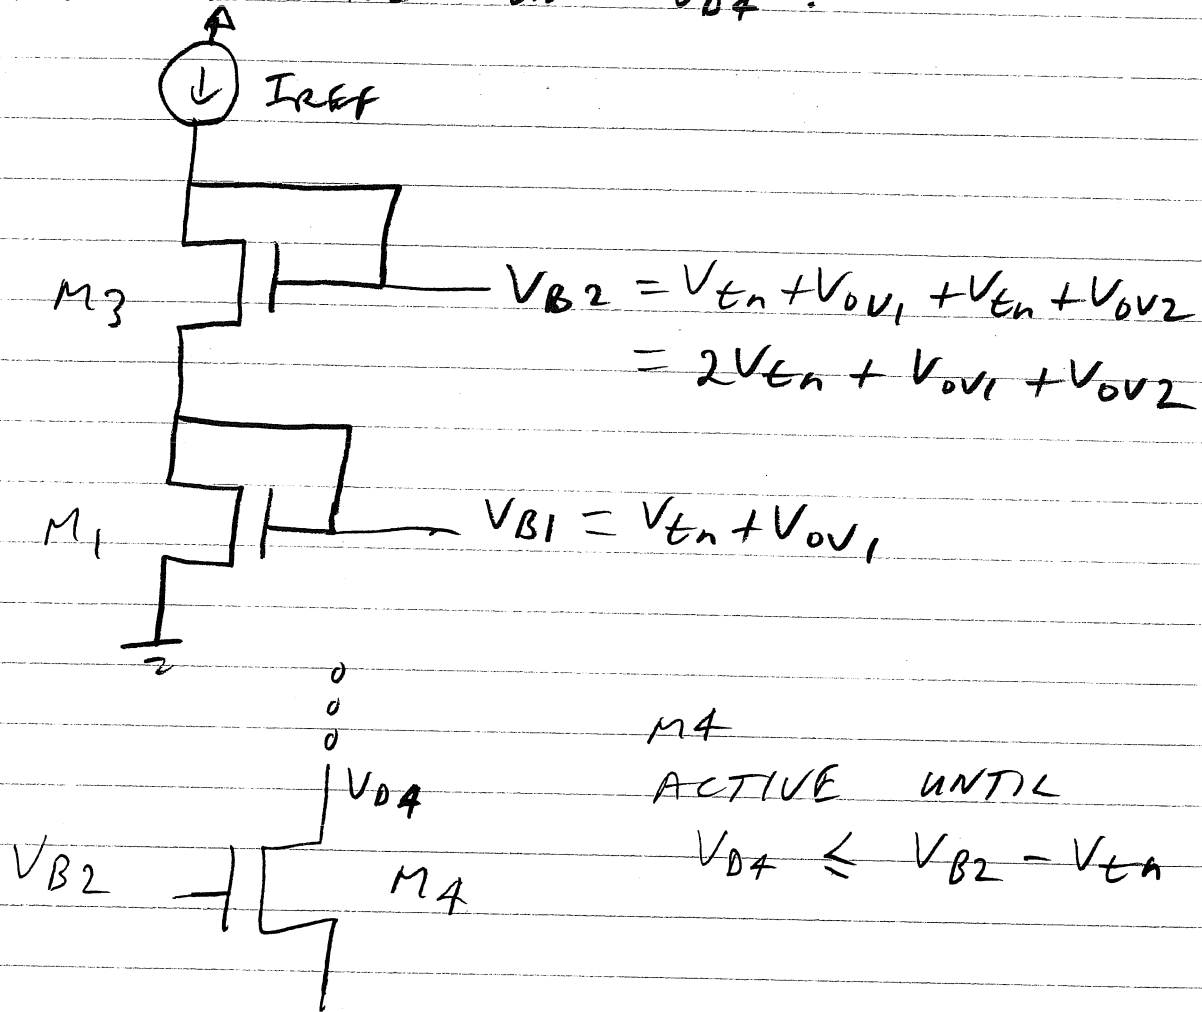 VD4 .
IREF
M3
VB2 = Vtn + VOV1 + Vtn + VOV2
= 2Vtn + VOV1 + VOV2
M1
VB1 = Vtn + VOV1
M4
ACTIVE UNTIL
VD4
VD4 ≤ VB2 - Vtn
VB2
M4